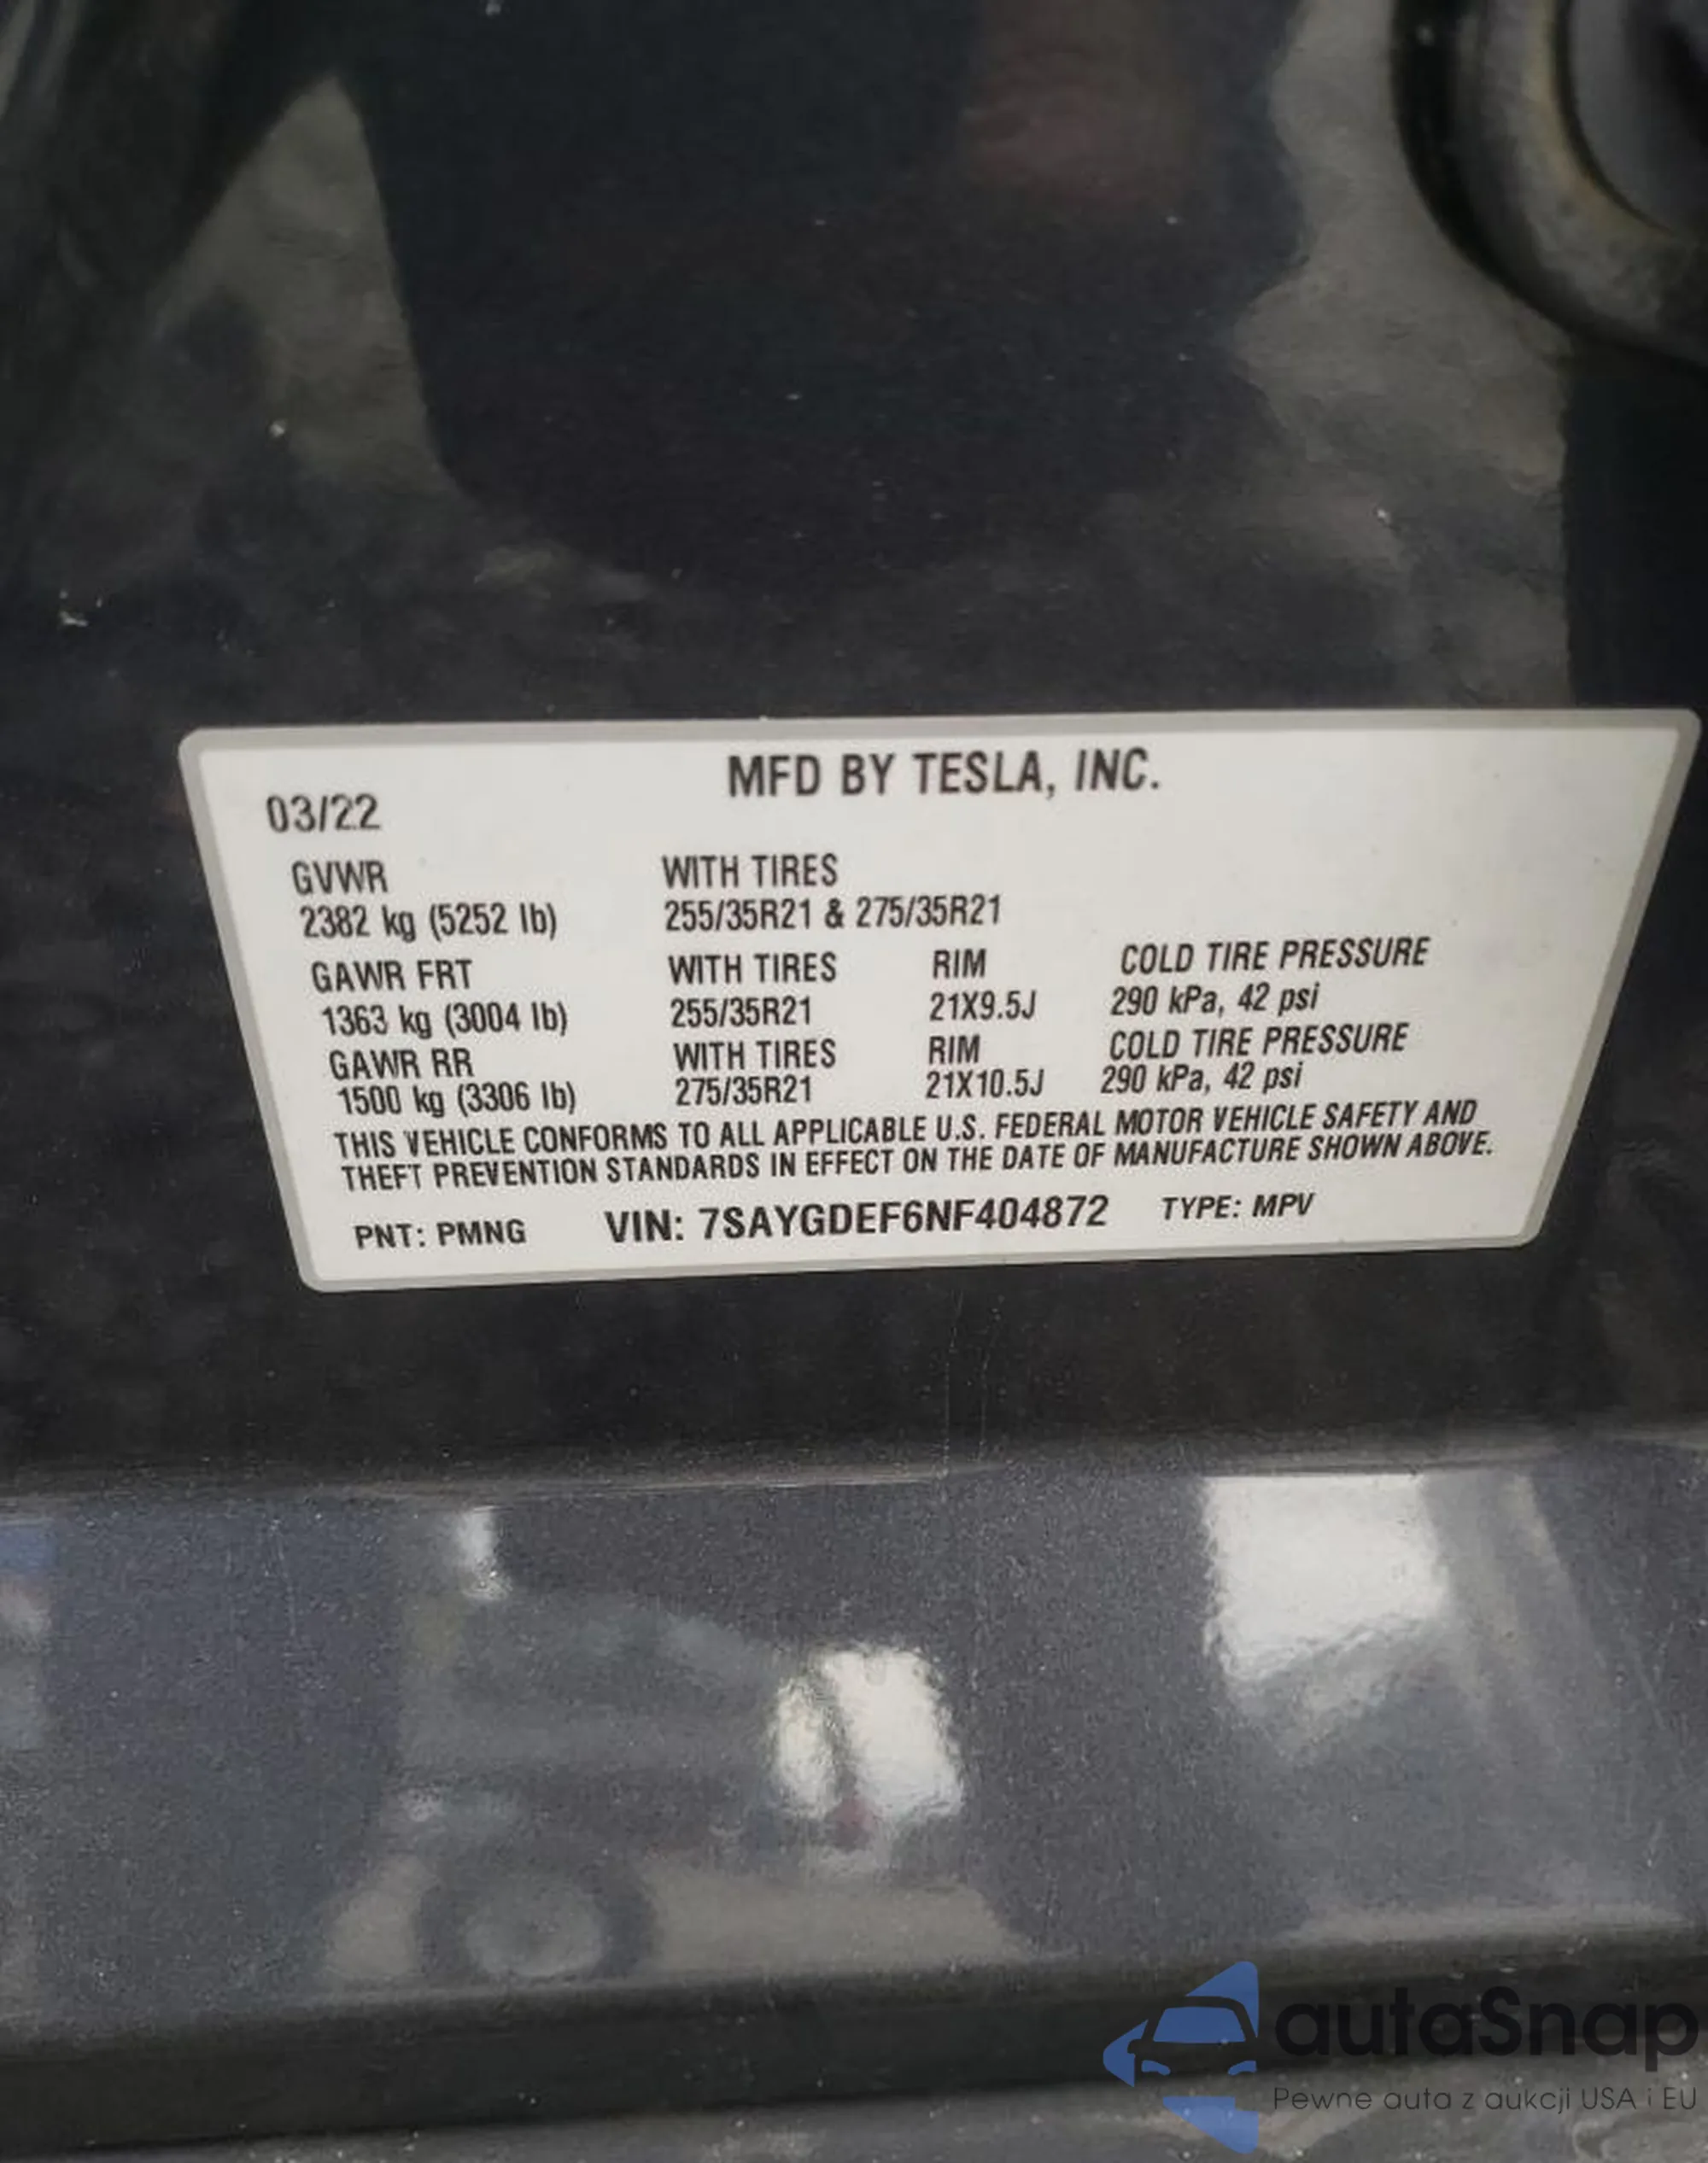 MFD BY TESLA, INC.
03/22
GVWR WITH TIRES
2382 kg (5252 lb) 255/35R21 & 275/35R21
GAWR FRT WITH TIRES RIM COLD TIRE PRESSURE
1363 kg (3004 lb) 255/35R21 21X9.5J 290 kPa, 42 psi
GAWR RR WITH TIRES RIM COLD TIRE PRESSURE
1500 kg (3306 lb) 275/35R21 21X10.5J 290 kPa, 42 psi
THIS VEHICLE CONFORMS TO ALL APPLICABLE U.S. FEDERAL MOTOR VEHICLE SAFETY AND
THEFT PREVENTION STANDARDS IN EFFECT ON THE DATE OF MANUFACTURE SHOWN ABOVE.
PNT: PMNG VIN: 7SAYGDEF6NF404872 TYPE: MPV
autaSnap
Pewne auta z aukcji USA i EU